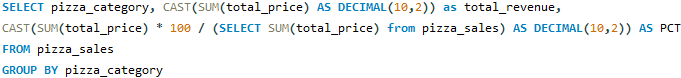 SELECT pizza_category, CAST(SUM(total_price) AS DECIMAL(10,2)) as total_revenue,
CAST(SUM(total_price) * 100 / (SELECT SUM(total_price) from pizza_sales) AS DECIMAL(10,2)) AS PCT
FROM pizza_sales
GROUP BY pizza_category